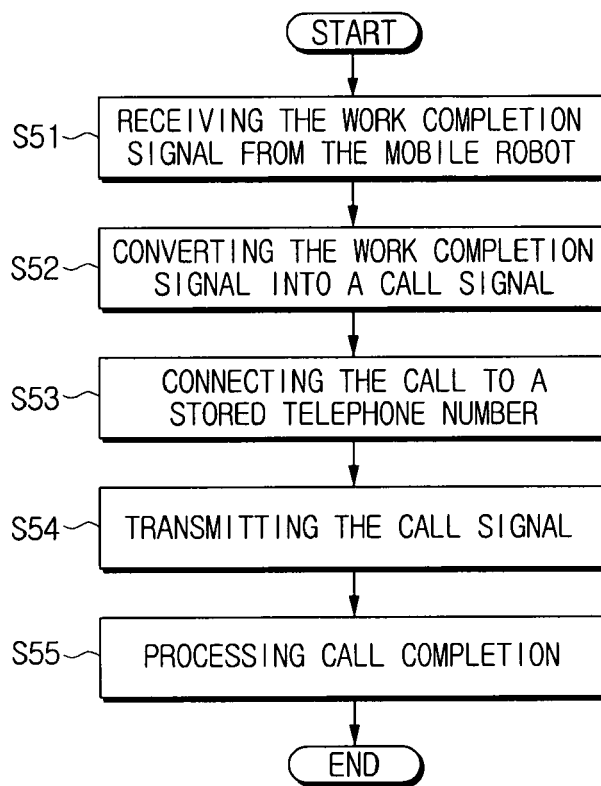 START
S51
RECEIVING THE WORK COMPLETION
SIGNAL FROM THE MOBILE ROBOT
S52
CONVERTING THE WORK COMPLETION
SIGNAL INTO A CALL SIGNAL
S53
CONNECTING THE CALL TO A
STORED TELEPHONE NUMBER
S54
TRANSMITTING THE CALL SIGNAL
S55
PROCESSING CALL COMPLETION
END